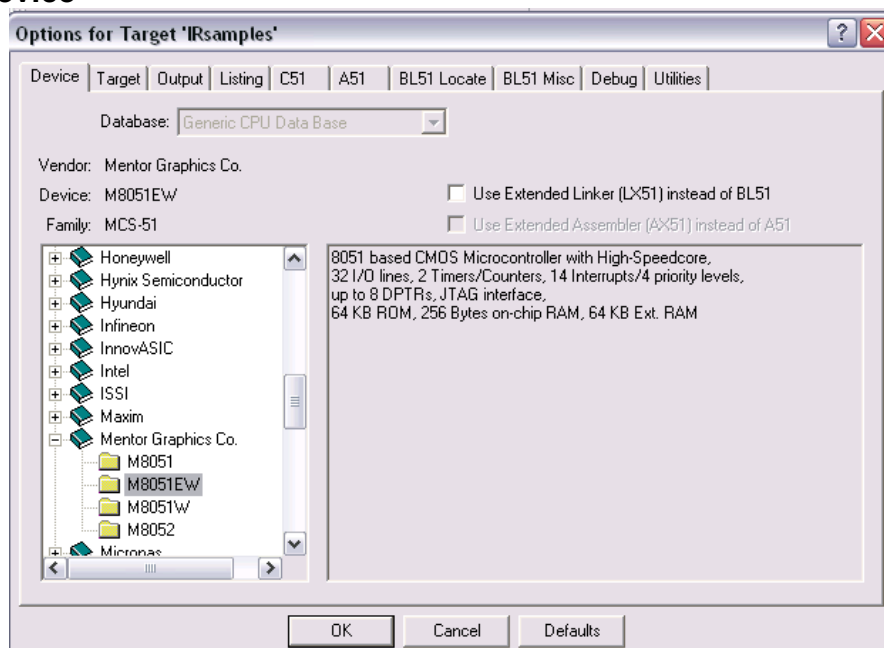 Options for Target 'IRsamples'
Device Target Output Listing C51 A51 BL51 Locate BL51 Misc Debug Utilities
Database: Generic CPU Data Base
Vendor: Mentor Graphics Co.
Device: M8051EW
Use Extended Linker (LX51) instead of BL51
Family: MCS-51
Use Extended Assembler (AX51) instead of A51
Honeywell
Hynix Semiconductor
Hyundai
Infineon
InnovASIC
Intel
ISSI
Maxim
Mentor Graphics Co.
M8051
M8051EW
M8051W
M8052
Micronas
8051 based CMOS Microcontroller with High-Speedcore,
32 I/O lines, 2 Timers/Counters, 14 Interrupts/4 priority levels,
up to 8 DPTRs, JTAG interface,
64 KB ROM, 256 Bytes on-chip RAM, 64 KB Ext. RAM
OK Cancel Defaults